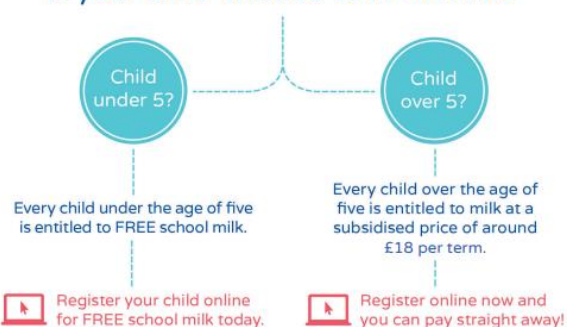 Child
under 5?
Child
over 5?
Every child under the age of five
is entitled to FREE school milk.
Every child over the age of
five is entitled to milk at a
subsidised price of around
£18 per term.
Register your child online
for FREE school milk today.
Register online now and
you can pay straight away!